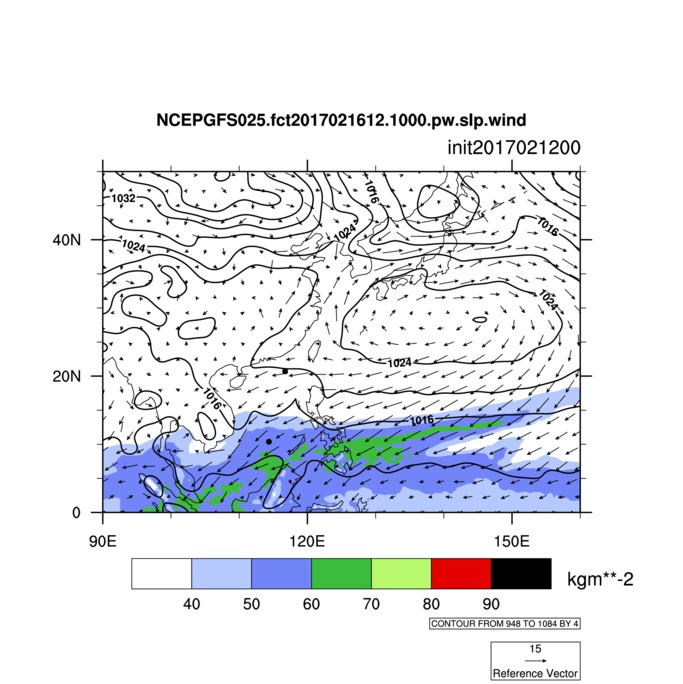 NCEPGFS025.fct2017021612.1000.pw.slp.wind
init2017021200
1032
1016
1024
1016
40N
1024
1024
1024
20N
1016
1016
0
90E 120E 150E
40 50 60 70 80 90
kgm**-2
CONTOUR FROM 948 TO 1084 BY 4
15
Reference Vector